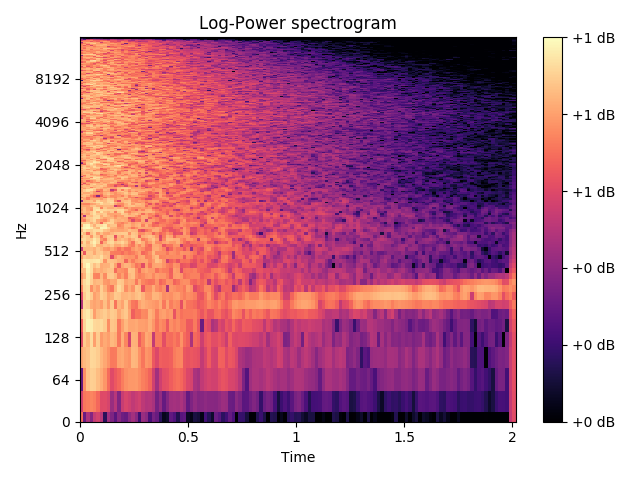 Log-Power spectrogram
Hz
8192
4096
2048
1024
512
256
128
64
0
0
0.5
1
1.5
2
Time
+1 dB
+1 dB
+1 dB
+0 dB
+0 dB
+0 dB